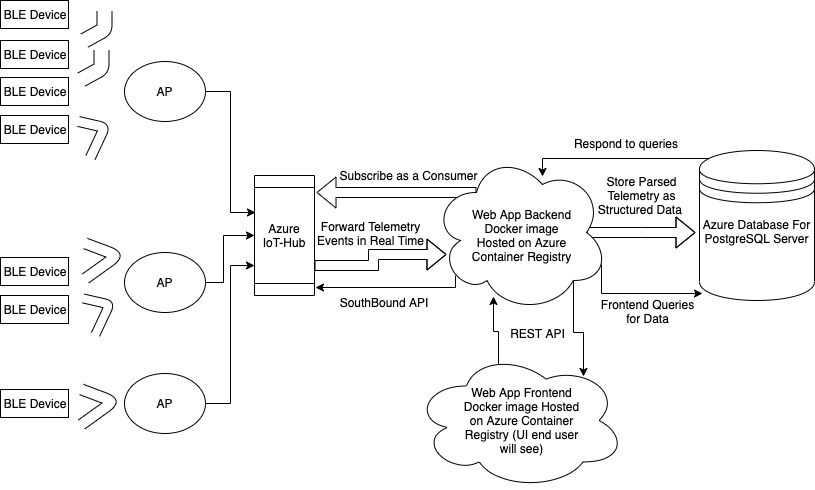 BLE Device
BLE Device
BLE Device
BLE Device
AP
BLE Device
BLE Device
AP
BLE Device
AP
Azure
IoT-Hub
Subscribe as a Consumer
Forward Telemetry
Events in Real Time
SouthBound API
Web App Backend
Docker image
Hosted on Azure
Container Registry
Respond to queries
Store Parsed
Telemetry as
Structured Data
Frontend Queries
for Data
Azure Database For
PostgreSQL Server
REST API
Web App Frontend
Docker image Hosted
on Azure Container
Registry (UI end user
will see)